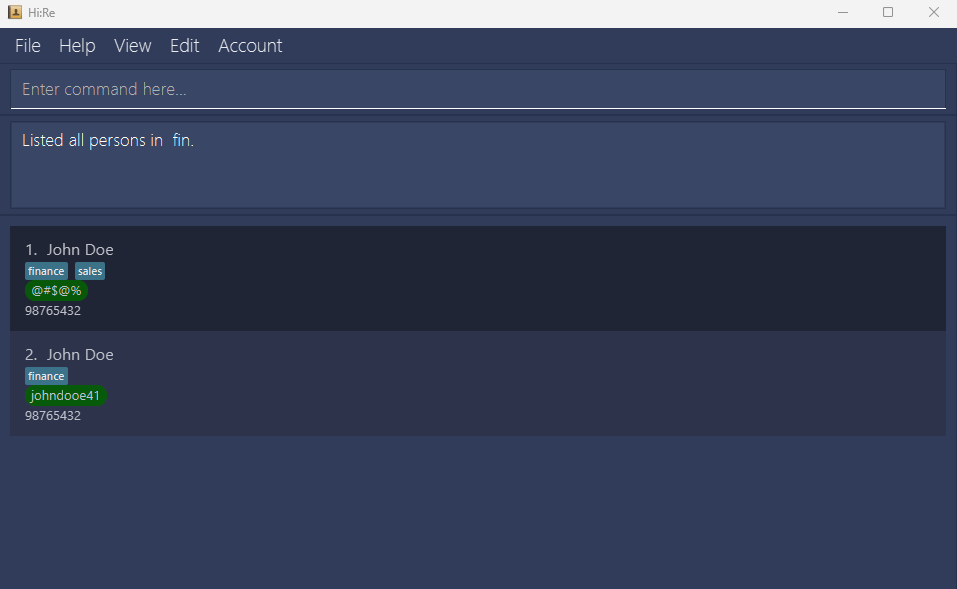 Hi:Re
File Help View Edit Account
Enter command here...
Listed all persons in  fin.
1. John Doe
finance sales
@#$@%
98765432
2. John Doe
finance
johndooe41
98765432